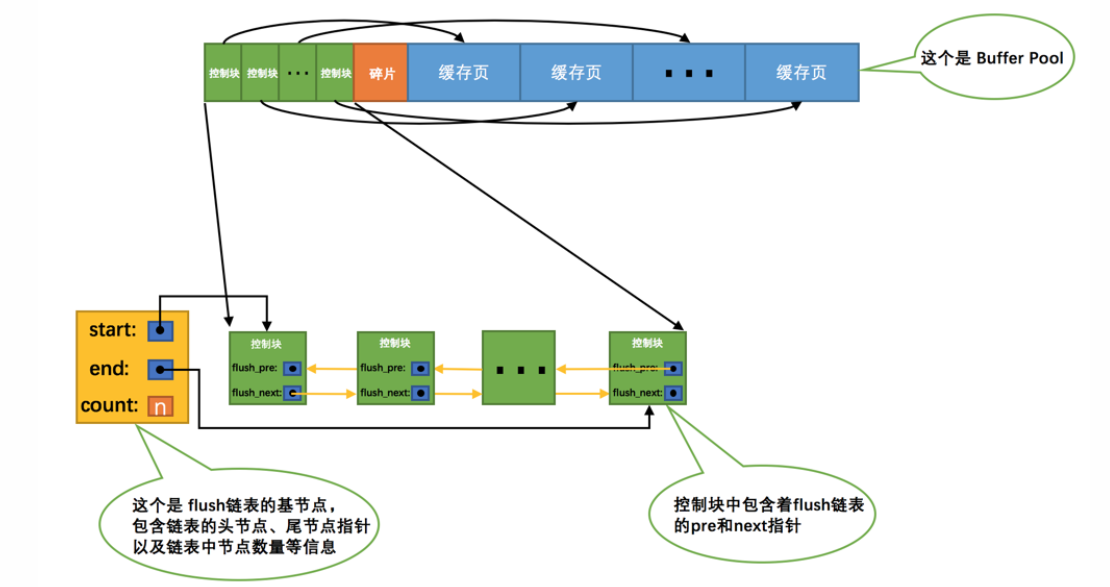 控制块 控制块 ··· 控制块 碎片 缓存页 缓存页 ··· 缓存页
这个是 Buffer Pool
start:
end:
count: n
控制块
flush_pre:
flush_next:
控制块
flush_pre:
flush_next:
···
控制块
flush_pre:
flush_next:
这个是 flush链表的基节点，
包含链表的头节点、尾节点指针
以及链表中节点数量等信息
控制块中包含着flush链表
的pre和next指针